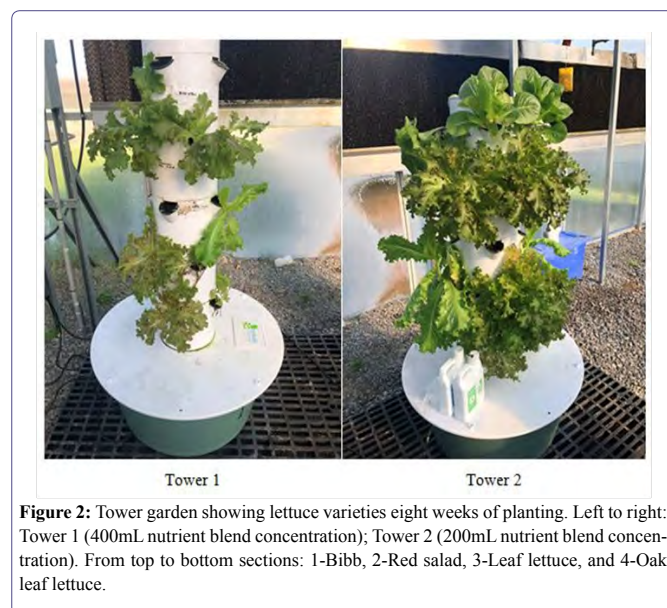 Tower 1
Tower 2
Figure 2: Tower garden showing lettuce varieties eight weeks of planting. Left to right:
Tower 1 (400mL nutrient blend concentration); Tower 2 (200mL nutrient blend concen-
tration). From top to bottom sections: 1-Bibb, 2-Red salad, 3-Leaf lettuce, and 4-Oak
leaf lettuce.